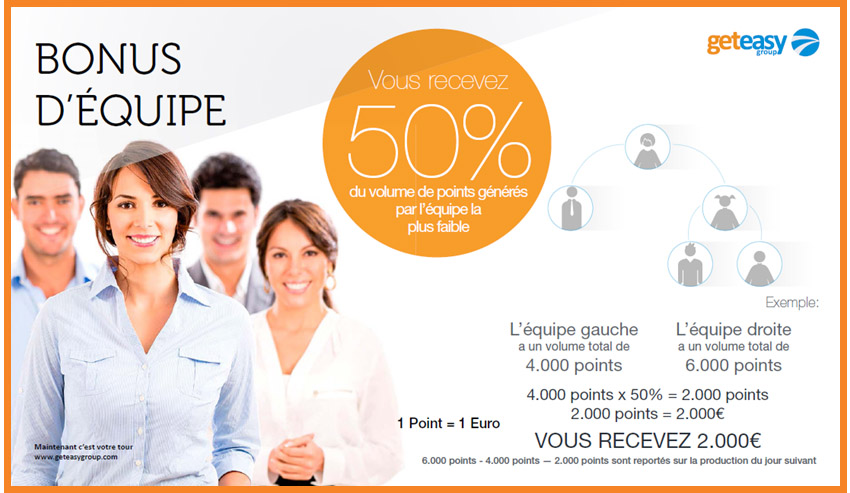 BONUS
D'ÉQUIPE
geteasy
group
Vous recevez
50%
du volume de points générés
par l'équipe la
plus faible
Exemple:
L'équipe gauche
a un volume total de
4.000 points
L'équipe droite
a un volume total de
6.000 points
4.000 points x 50% = 2.000 points
2.000 points = 2.000€
1 Point = 1 Euro
VOUS RECEVEZ 2.000€
Maintenant c'est votre tour
www.geteasygroup.com
6.000 points - 4.000 points — 2.000 points sont reportés sur la production du jour suivant